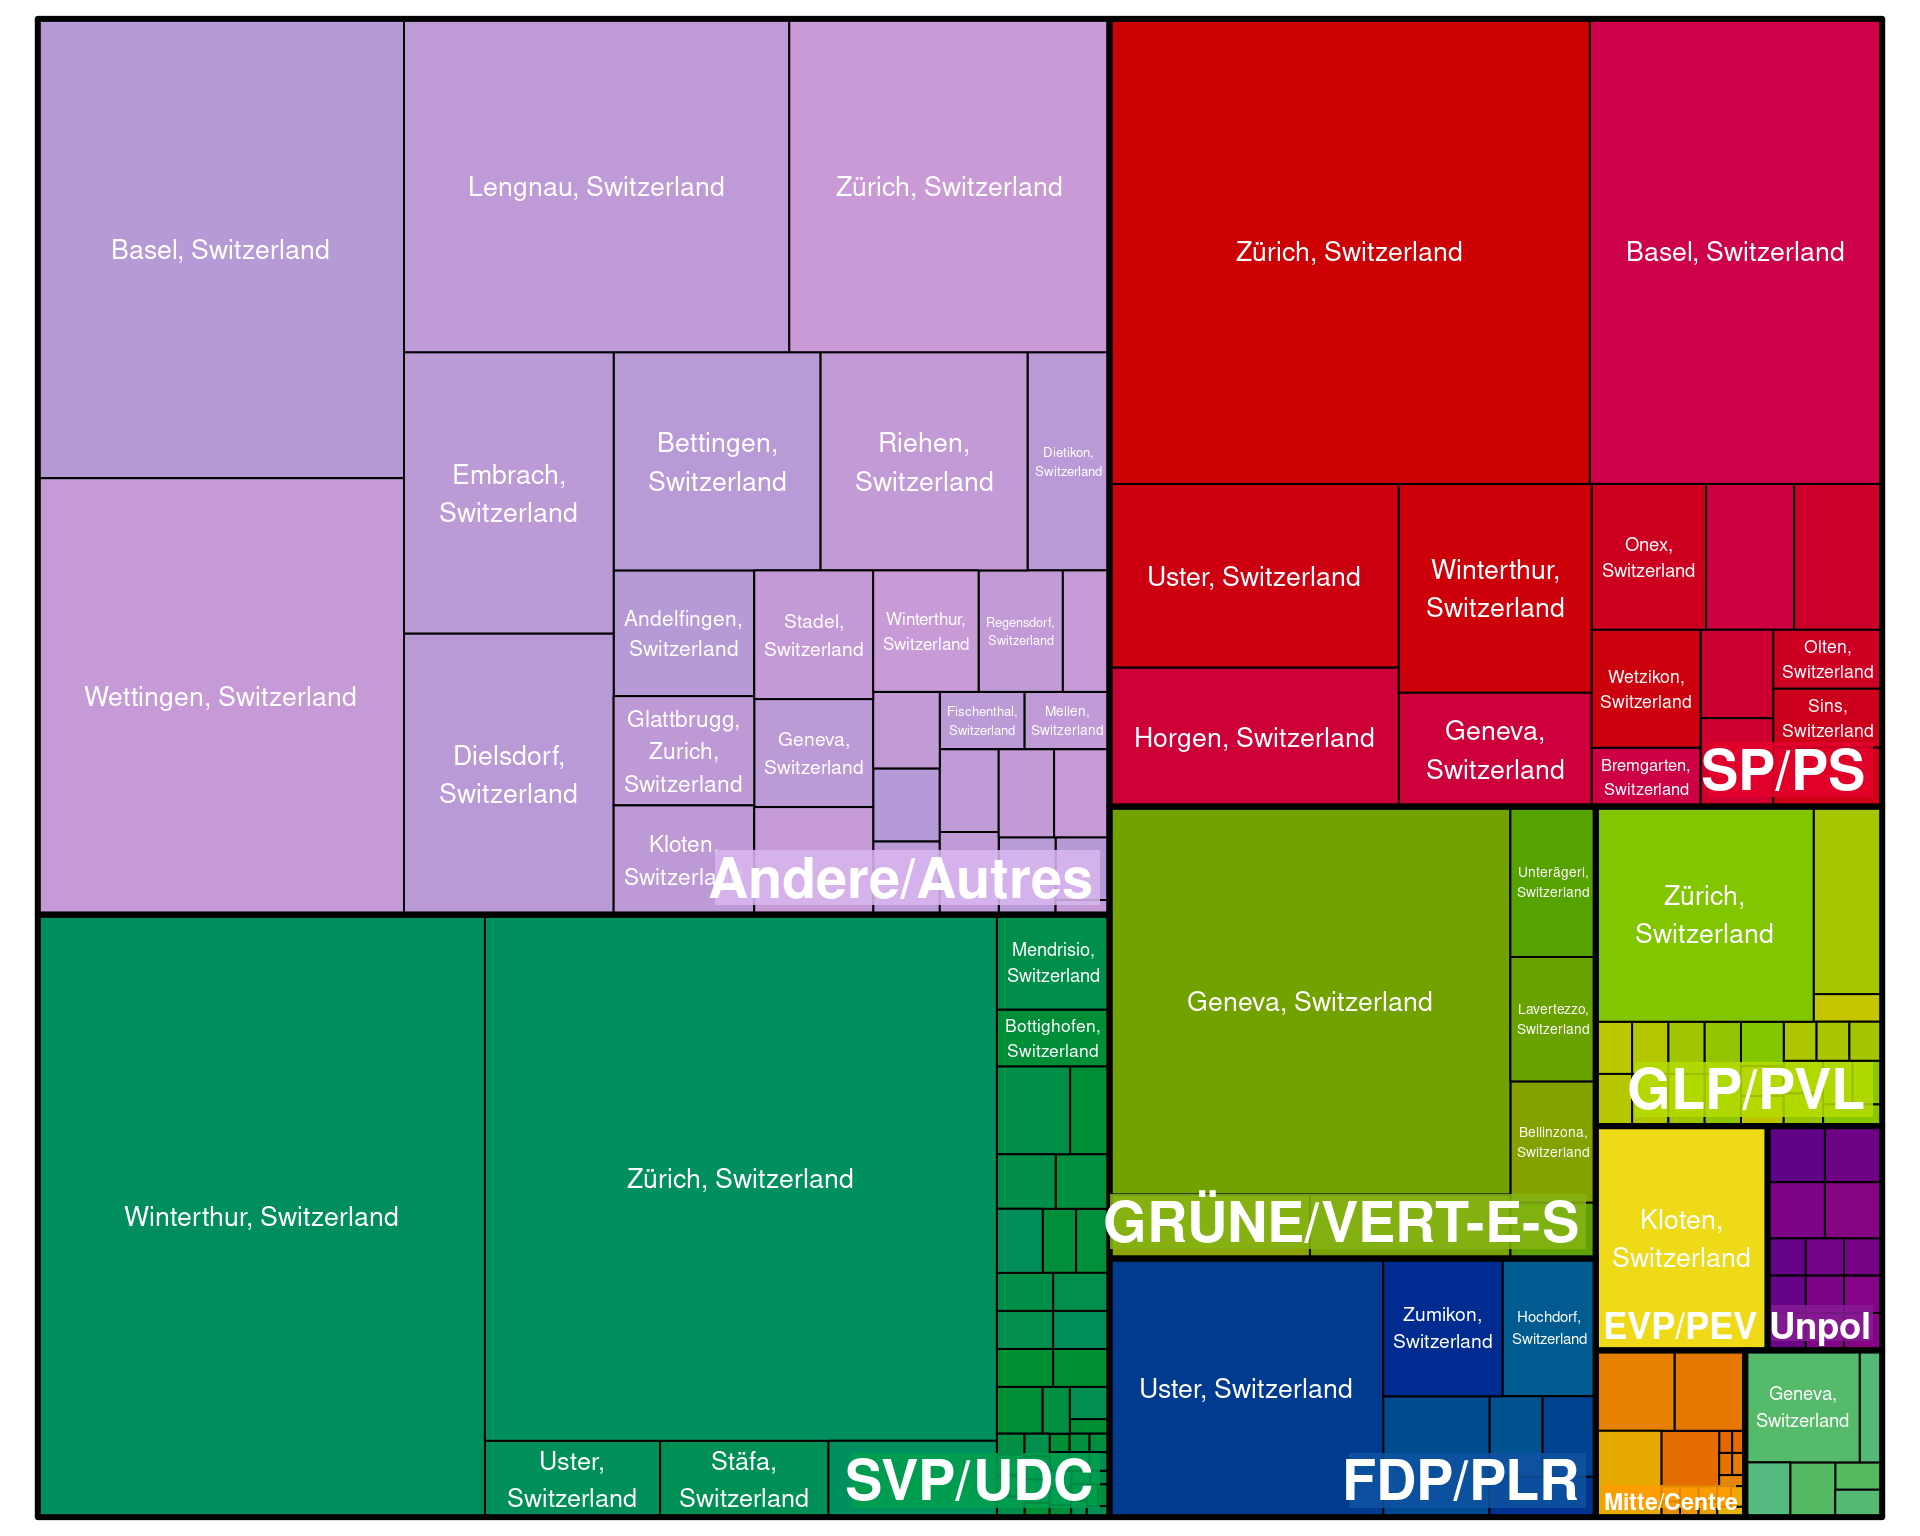 Basel, Switzerland
Lengnau, Switzerland
Zürich, Switzerland
Wettingen, Switzerland
Embrach,
Switzerland
Bettingen,
Switzerland
Riehen,
Switzerland
Dietikon,
Switzerland
Dielsdorf,
Switzerland
Andelfingen,
Switzerland
Stadel,
Switzerland
Winterthur,
Switzerland
Regensdorf,
Switzerland
Glattbrugg,
Zurich,
Switzerland
Geneva,
Switzerland
Fischenthal,
Switzerland
Meilen,
Switzerland
Kloten,
Switzerla
Andere/Autres
Zürich, Switzerland
Basel, Switzerland
Uster, Switzerland
Winterthur,
Switzerland
Horgen, Switzerland
Geneva,
Switzerland
Onex,
Switzerland
Wetzikon,
Switzerland
Olten,
Switzerland
Sins,
Switzerland
Bremgarten,
Switzerland
SP/PS
Winterthur, Switzerland
Zürich, Switzerland
Mendrisio,
Switzerland
Bottighofen,
Switzerland
Uster,
Switzerland
Stäfa,
Switzerland
SVP/UDC
Geneva, Switzerland
Unterägeri,
Switzerland
Lavertezzo,
Switzerland
Bellinzona,
Switzerland
GRÜNE/VERT-E-S
Zürich,
Switzerland
GLP/PVL
Uster, Switzerland
Zumikon,
Switzerland
Hochdorf,
Switzerland
FDP/PLR
Kloten,
Switzerland
EVP/PEV
Unpol
Mitte/Centre
Geneva,
Switzerland